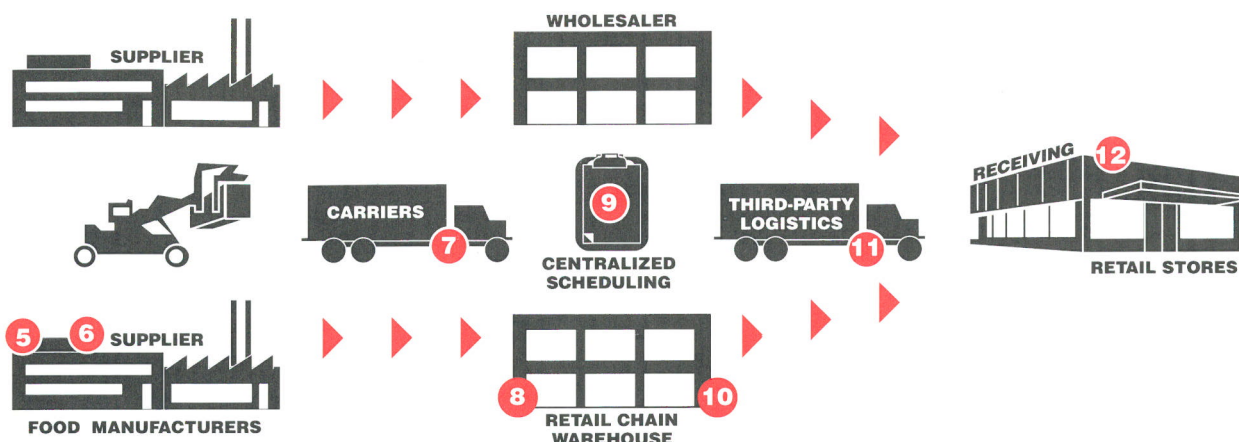 SUPPLIER
WHOLESALER
CARRIERS
7
9
CENTRALIZED
SCHEDULING
THIRD-PARTY
LOGISTICS
11
RECEIVING
12
RETAIL STORES
5
6
SUPPLIER
FOOD MANUFACTURERS
8
10
RETAIL CHAIN
WAREHOUSE